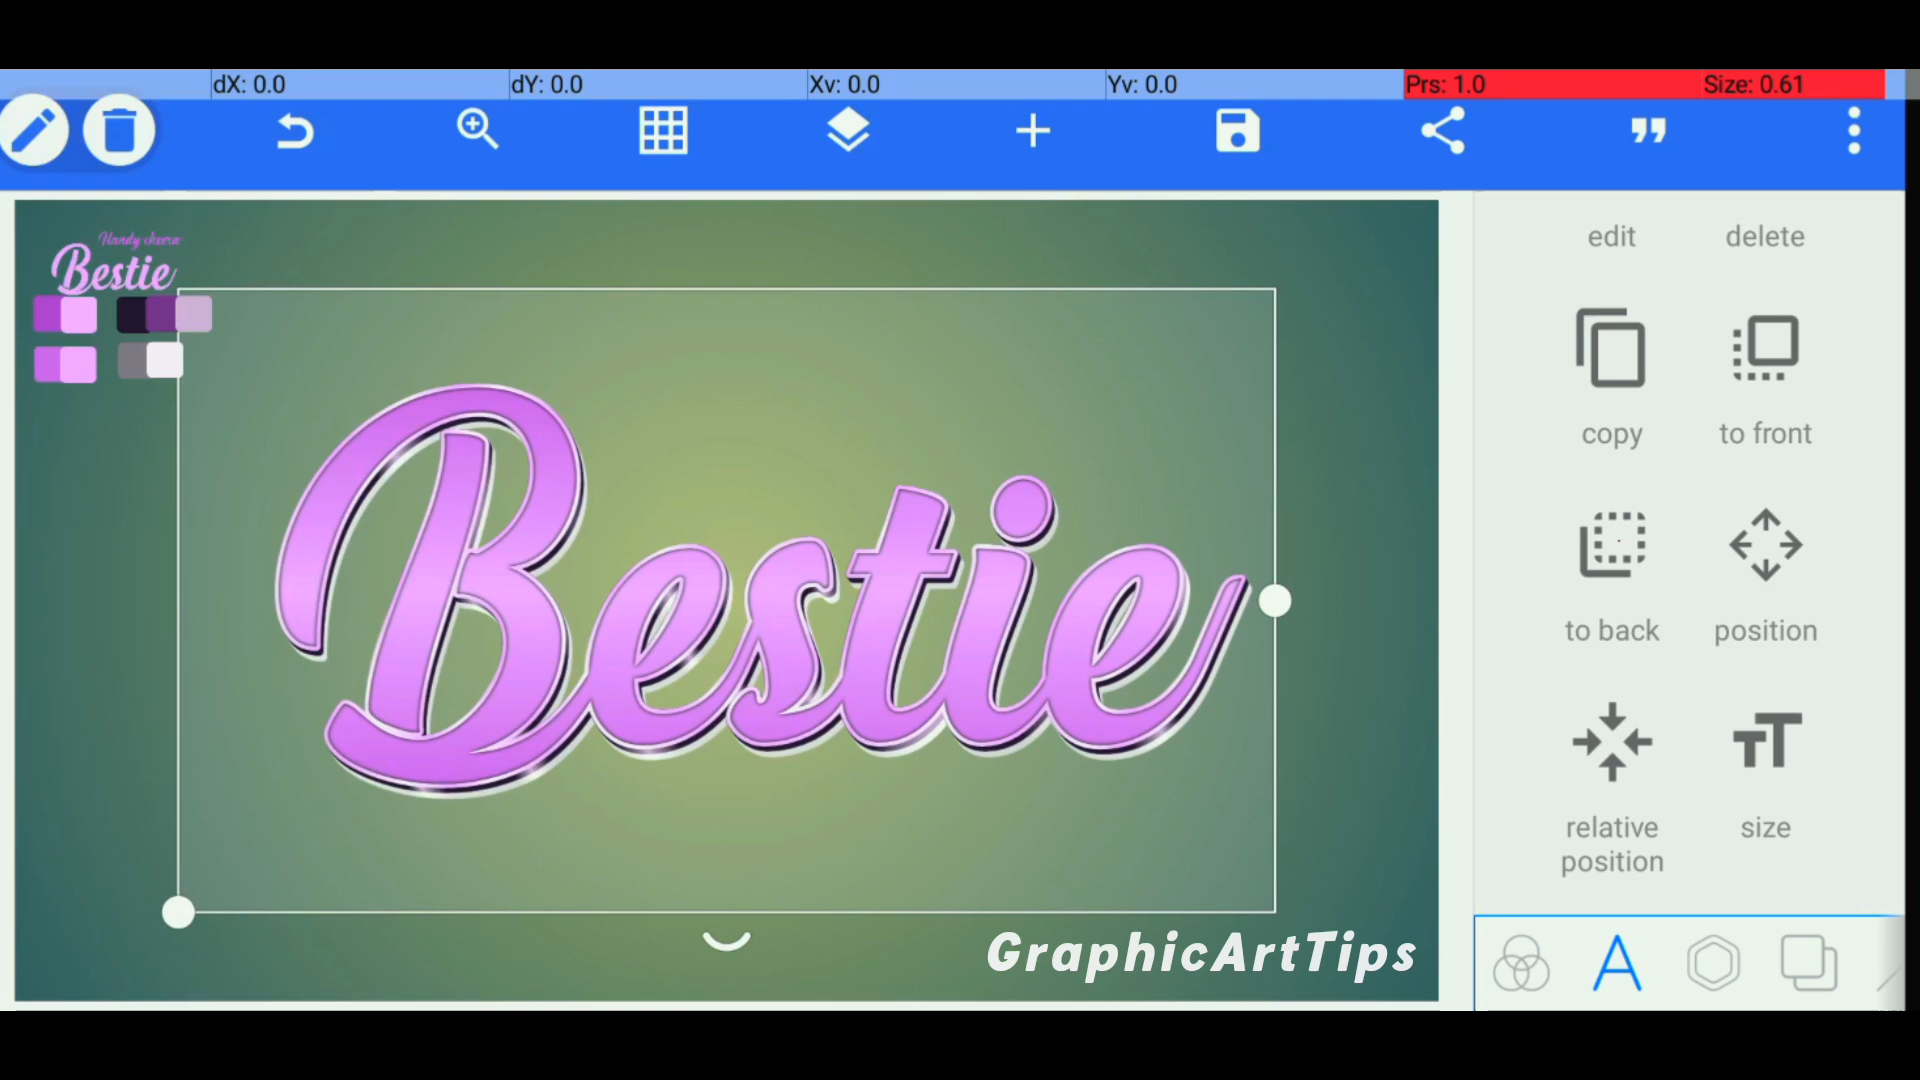 dX: 0.0 dY: 0.0 Xv: 0.0 Yv: 0.0 Prs: 1.0 Size: 0.61
Bestie
Bestie
GraphicArtTips
edit delete
copy to front
to back position
relative position size